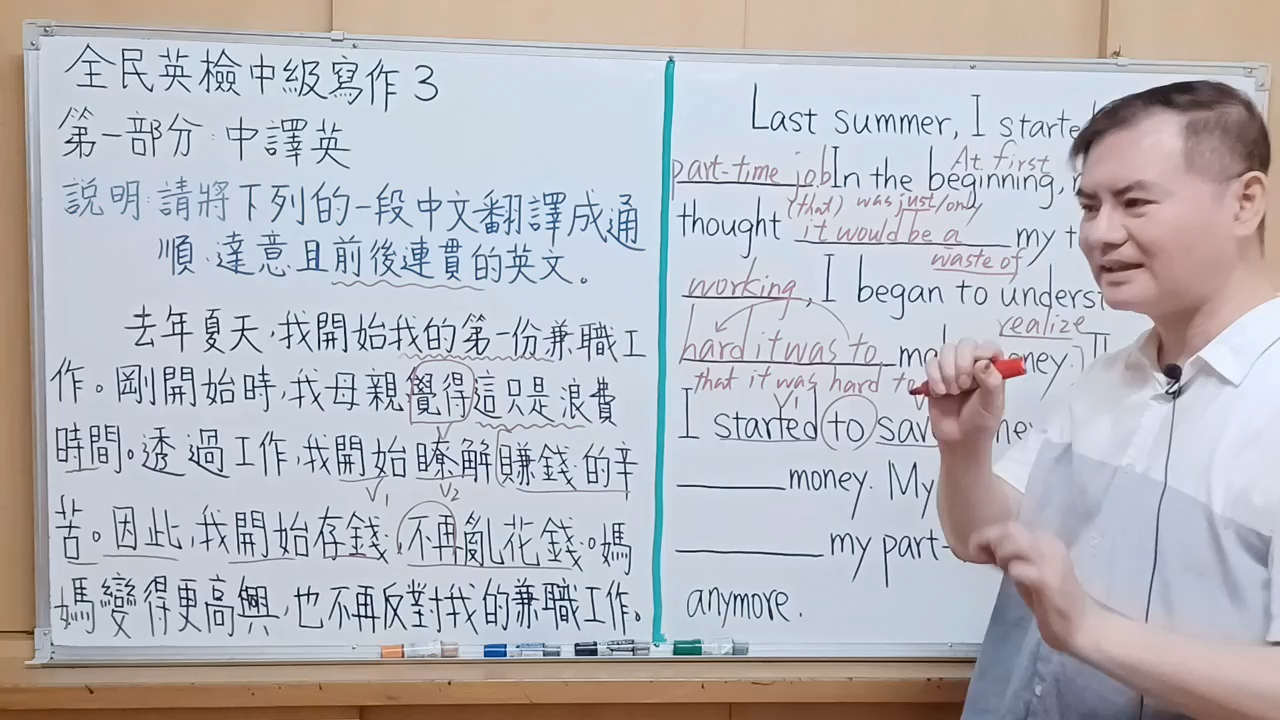 全民英檢中級寫作3
第一部分:中譯英
說明:請將下列的一段中文翻譯成通
順、達意且前後連貫的英文。
去年夏天,我開始我的第一份兼職工
作。剛開始時,我母親覺得這只是浪費
時間。透過工作,我開始瞭解賺錢的辛
V1 V2
苦。因此,我開始存錢,不再亂花錢。媽
媽變得更高興,也不再反對我的兼職工作。
Last summer, I starte
At first
part-time job In the beginning,
(that) was just/only
thought it would be a my t
waste of
working, I began to underst
realize
hard it was to ney.
that it was hard to
V1
I started to sav ney
money. My
my part-
anymore.